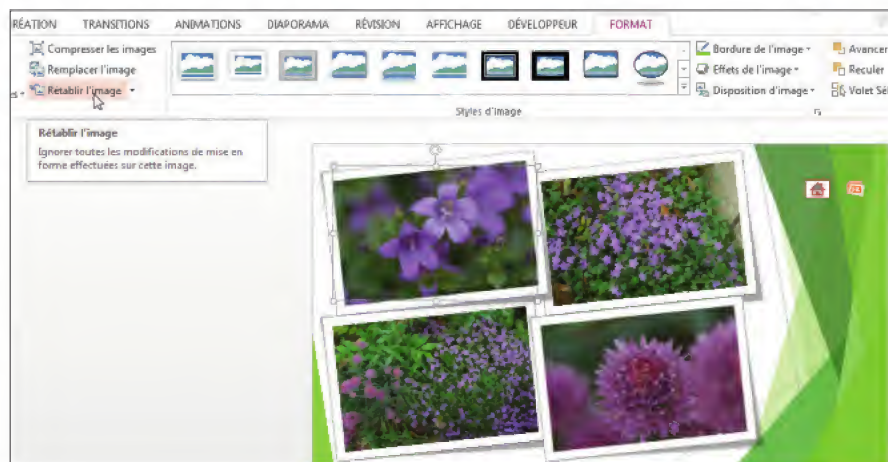 RÉATION TRANSITIONS ANIMATIONS DIAPORAMA RÉVISION AFFICHAGE DÉVELOPPEUR FORMAT
Compresser les images
Remplacer l'image
Rétablir l'image
Bordure de l'image
Effets de l'image
Disposition d'image
Avancer
Reculer
Volet Sél
Styles d'image
Rétablir l'image
Ignorer toutes les modifications de mise en
forme effectuées sur cette image.